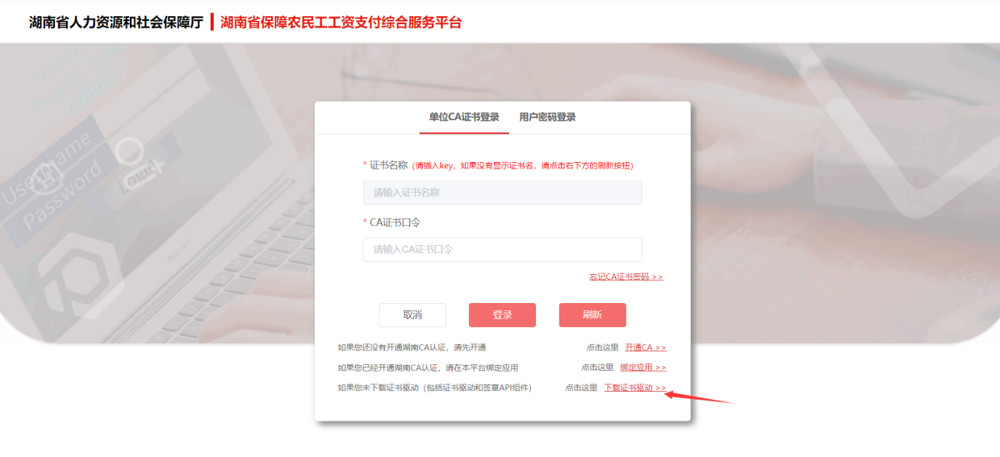 湖南省人力资源和社会保障厅 湖南省保障农民工工资支付综合服务平台
单位CA证书登录 用户密码登录
* 证书名称（请插入key，如果没有显示证书名，请点击右下方的刷新按钮）
请输入证书名称
* CA证书口令
请输入CA证书口令
忘记CA证书密码 >>
取消 登录 刷新
如果您还没有开通湖南CA认证，请先开通 点击这里 开通CA >>
如果您已经开通湖南CA认证，请在本平台绑定应用 点击这里 绑定应用 >>
如果您未下载证书驱动（包括证书驱动和签章API组件） 点击这里 下载证书驱动 >>
Username
Password
LOGIN